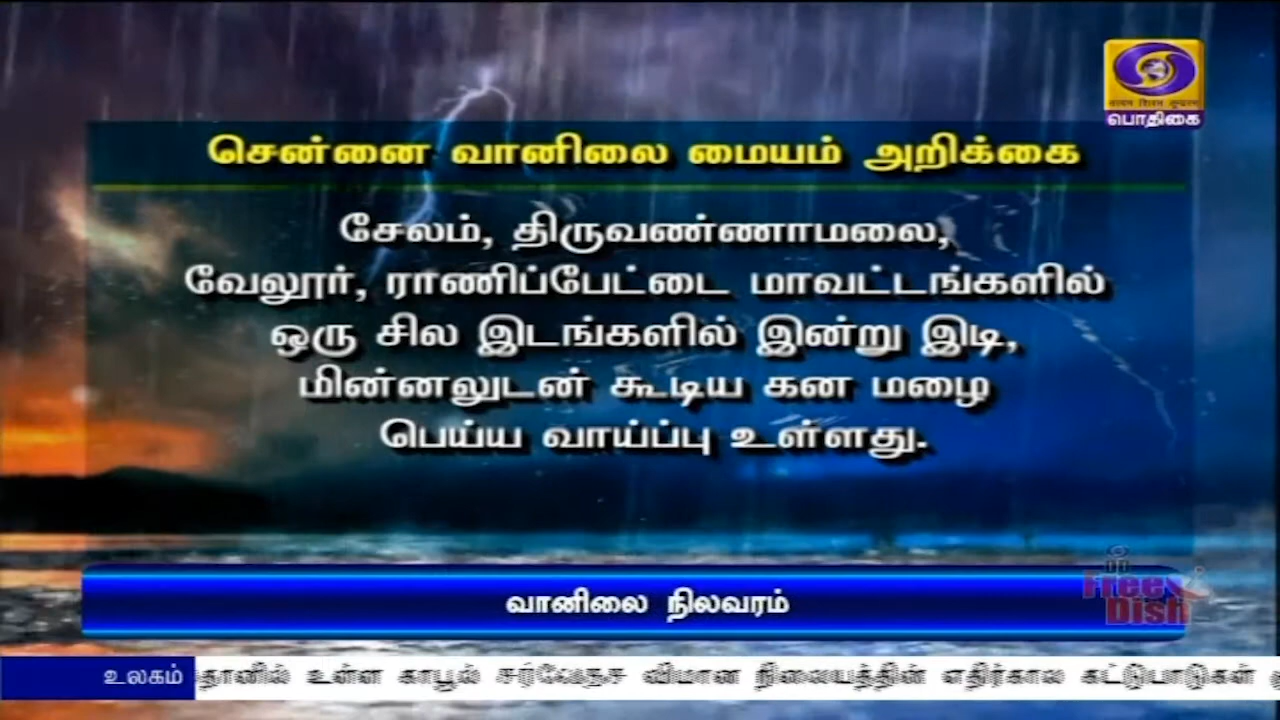 பொதிகை
சென்னை வானிலை மையம் அறிக்கை
சேலம், திருவண்ணாமலை,
வேலூர், ராணிப்பேட்டை மாவட்டங்களில்
ஒரு சில இடங்களில் இன்று இடி,
மின்னலுடன் கூடிய கன மழை
பெய்ய வாய்ப்பு உள்ளது.
DD
Free Dish
வானிலை நிலவரம்
உலகம் தானில் உள்ள காபூல் சர்வதேச விமான நிலையத்தின் எதிர்கால கட்டுபாடுகள்